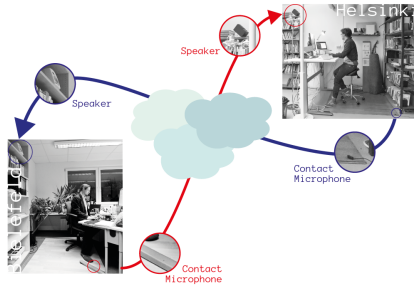 Helsinki
Speaker
Speaker
Contact
Microphone
Bielefeld
Contact
Microphone